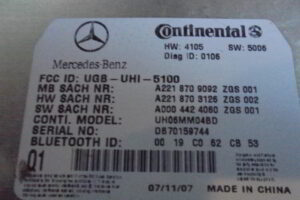 Mercedes-Benz
Continental
HW: 4105 SW: 5006
Diag ID: 0106
FCC ID: UGB-UHI-5100
MB SACH NR: A221 870 9092 ZGS 001
HW SACH NR: A221 870 3126 ZGS 002
SW SACH NR: A000 442 4060 ZGS 001
CONTI. MODEL: UH06MM04BD
SERIAL NO: D670159744
BLUETOOTH ID: 00 19 C0 62 CB 53
01
07/11/07 MADE IN CHINA